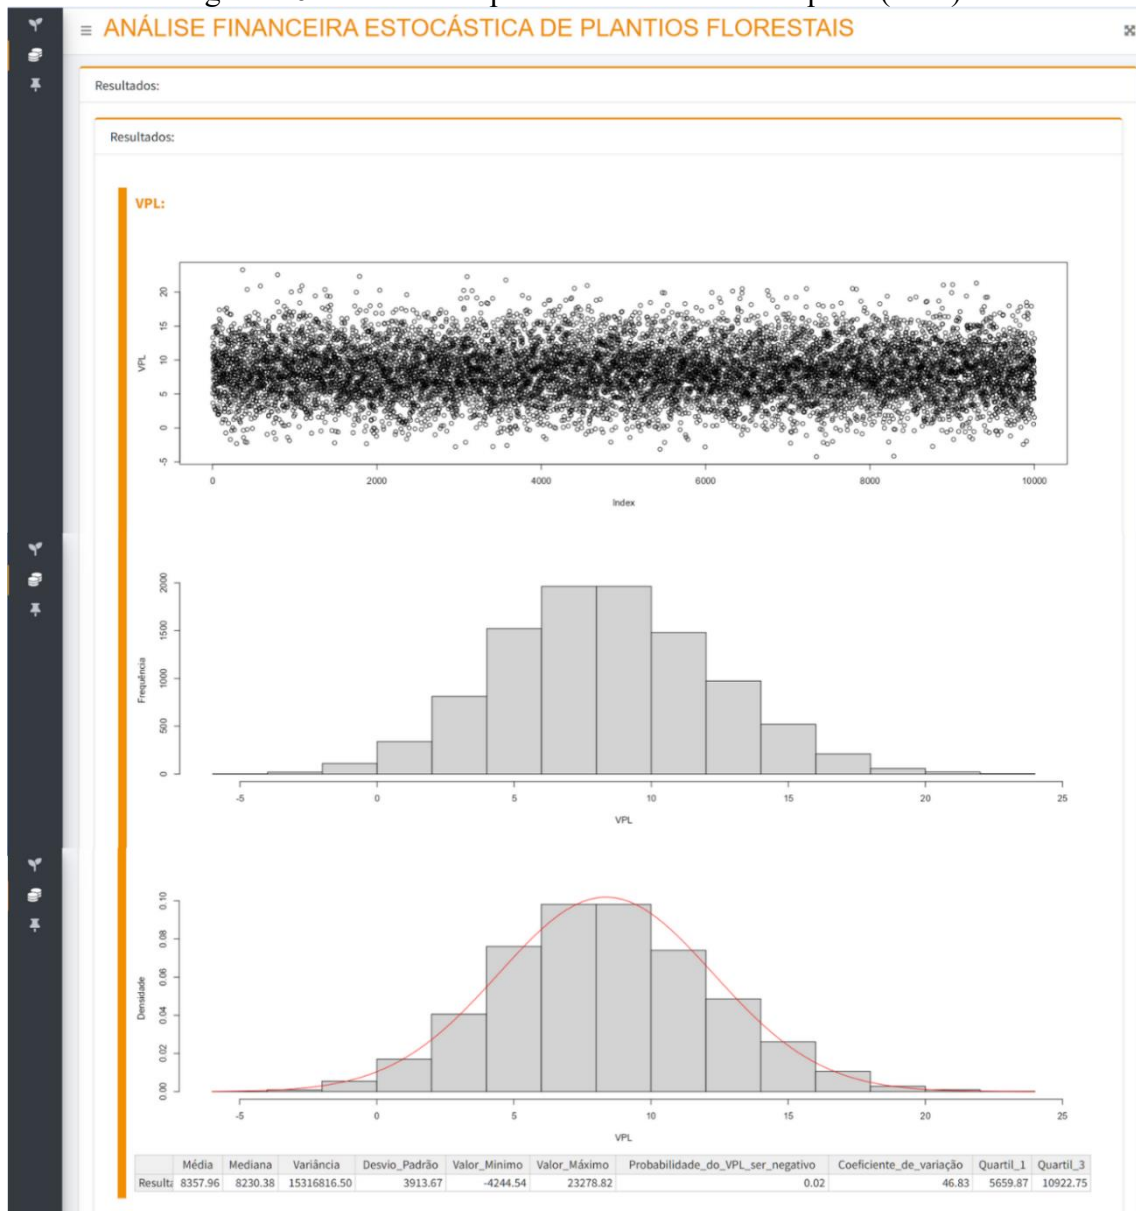 ANÁLISE FINANCEIRA ESTOCÁSTICA DE PLANTIOS FLORESTAIS
Resultados:
Resultados:
VPL:
20
15
10
5
0
-5
VPL
0 2000 4000 6000 8000 10000
Index
2000
1500
1000
500
0
Frequência
-5 0 5 10 15 20 25
VPL
0.10
0.08
0.06
0.04
0.02
0.00
Densidade
-5 0 5 10 15 20 25
VPL
Média Mediana Variância Desvio_Padrão Valor_Minimo Valor_Máximo Probabilidade_do_VPL_ser_negativo Coeficiente_de_variação Quartil_1 Quartil_3
Resulta 8357.96 8230.38 15316816.50 3913.67 -4244.54 23278.82 0.02 46.83 5659.87 10922.75